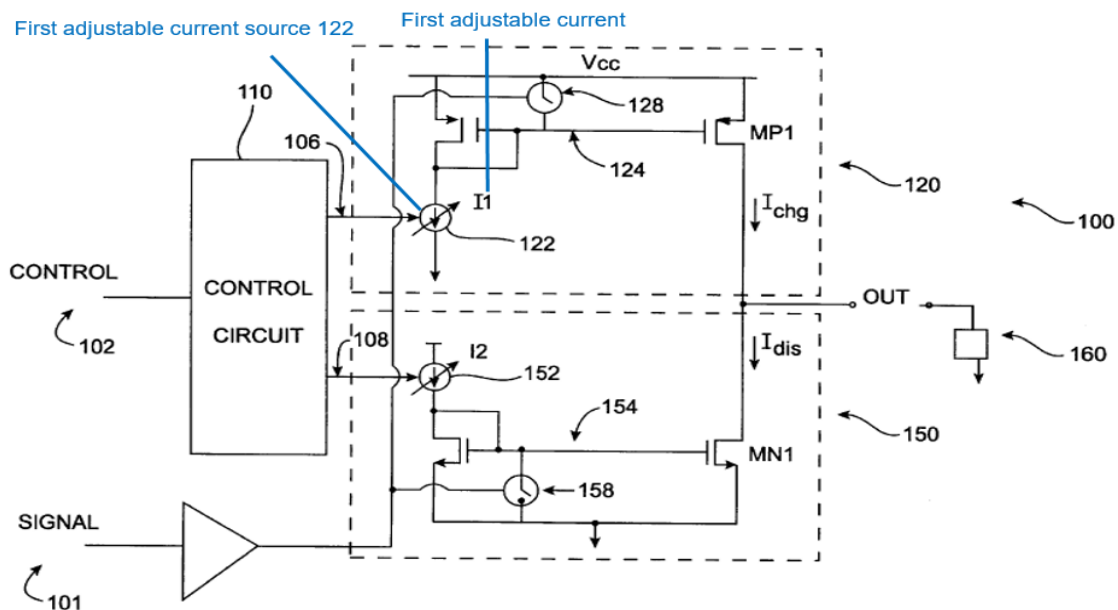 First adjustable current source 122
First adjustable current
Vcc
110
128
106
MP1
124
120
I1
Ichg
100
122
CONTROL
CONTROL
CIRCUIT
OUT
102
108
I2
Idis
152
160
154
150
MN1
158
SIGNAL
101